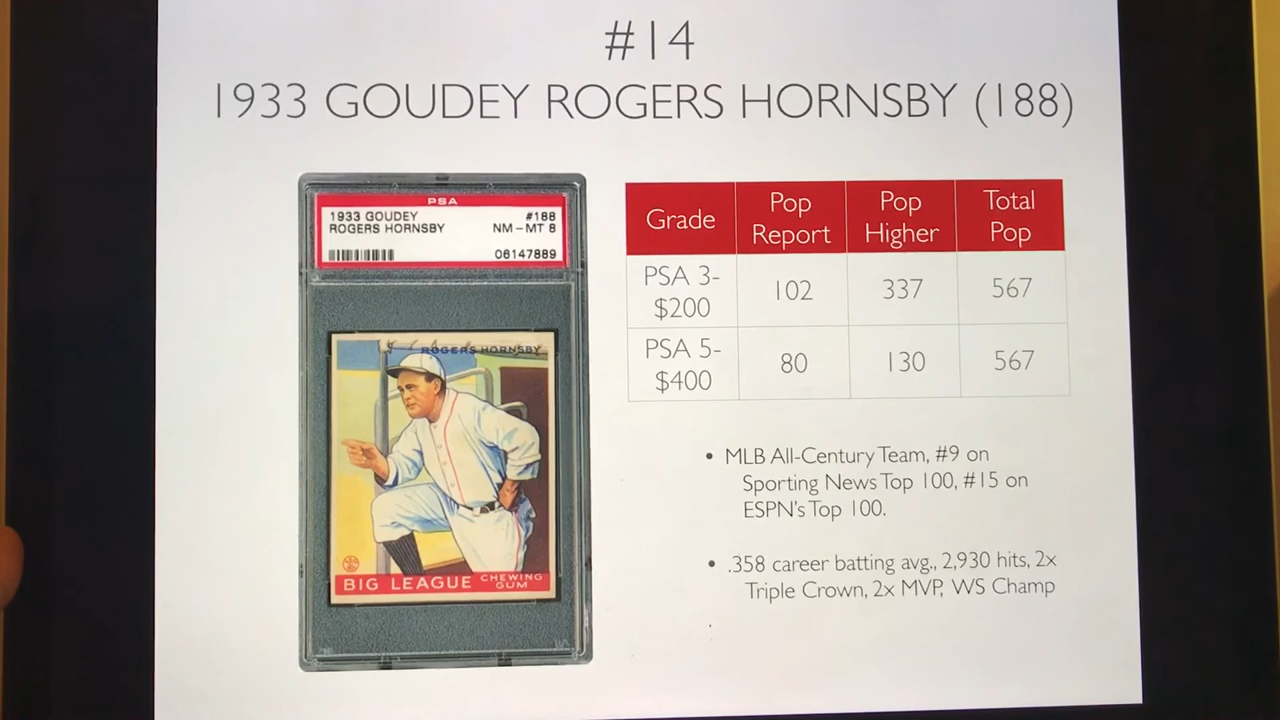 #14
1933 GOUDEY ROGERS HORNSBY (188)
PSA
1933 GOUDEY #188
ROGERS HORNSBY NM-MT 8
06147889
ROGERS HORNSBY
BIG LEAGUE CHEWING GUM
Grade Pop Report Pop Higher Total Pop
PSA 3-$200 102 337 567
PSA 5-$400 80 130 567
• MLB All-Century Team, #9 on
Sporting News Top 100, #15 on
ESPN's Top 100.
• .358 career batting avg., 2,930 hits, 2x
Triple Crown, 2x MVP, WS Champ